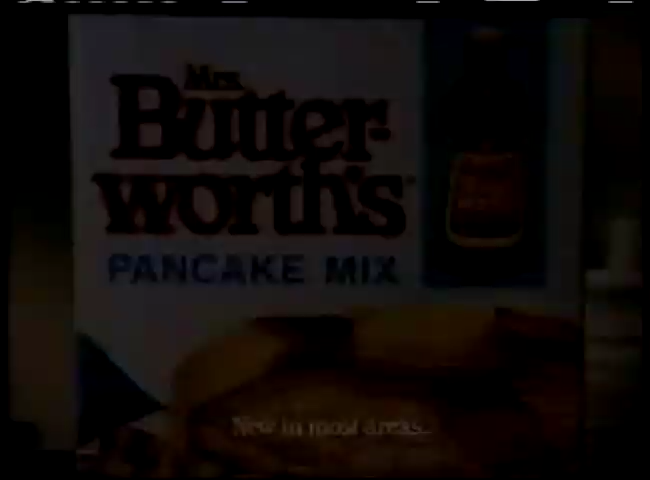 Mrs.
Butter-
worth's
PANCAKE MIX
New in most areas.